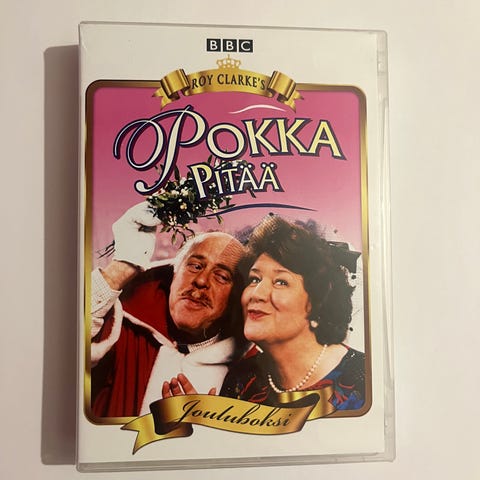 BBC
ROY CLARKE'S
POKKA
PITÄÄ
Jouluboksi